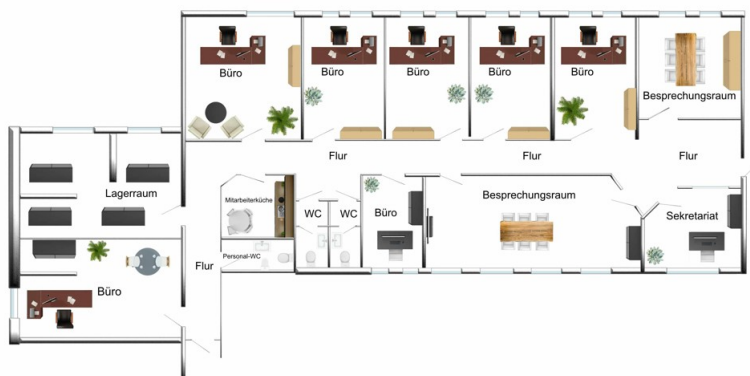 Büro
Büro
Büro
Büro
Büro
Besprechungsraum
Flur
Flur
Flur
Lagerraum
Mitarbeiterküche
WC
WC
Büro
Besprechungsraum
Sekretariat
Personal-WC
Flur
Büro